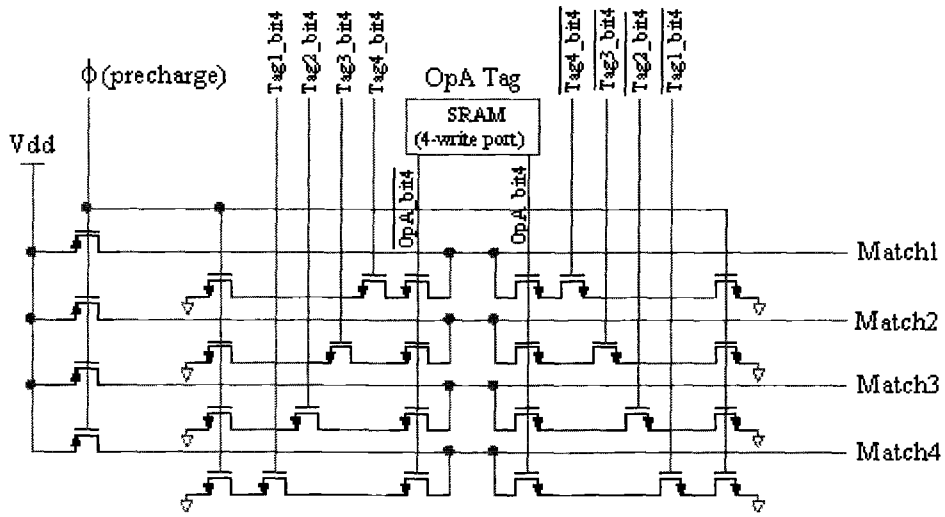 Tag1_bit4
Tag2_bit4
Tag3_bit4
Tag4_bit4
Tag4_bit4
Tag3_bit4
Tag2_bit4
Tag1_bit4
ϕ (precharge)
OpA Tag
SRAM
(4-write port)
Vdd
OpA_bit4
OpA_bit4
Match1
Match2
Match3
Match4